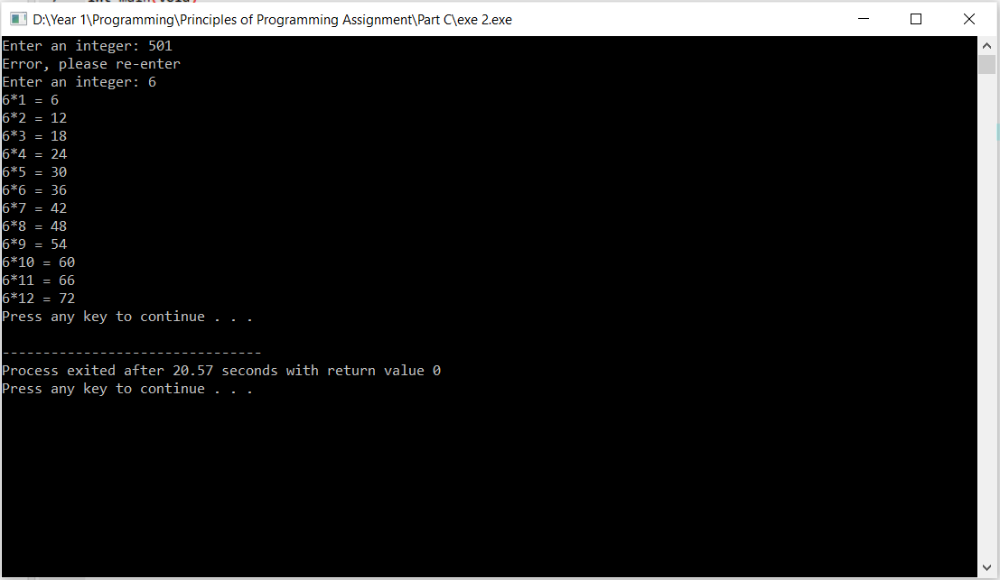 int main(void)
D:\Year 1\Programming\Principles of Programming Assignment\Part C\exe 2.exe
Enter an integer: 501
Error, please re-enter
Enter an integer: 6
6*1 = 6
6*2 = 12
6*3 = 18
6*4 = 24
6*5 = 30
6*6 = 36
6*7 = 42
6*8 = 48
6*9 = 54
6*10 = 60
6*11 = 66
6*12 = 72
Press any key to continue . . .
--------------------------------
Process exited after 20.57 seconds with return value 0
Press any key to continue . . .